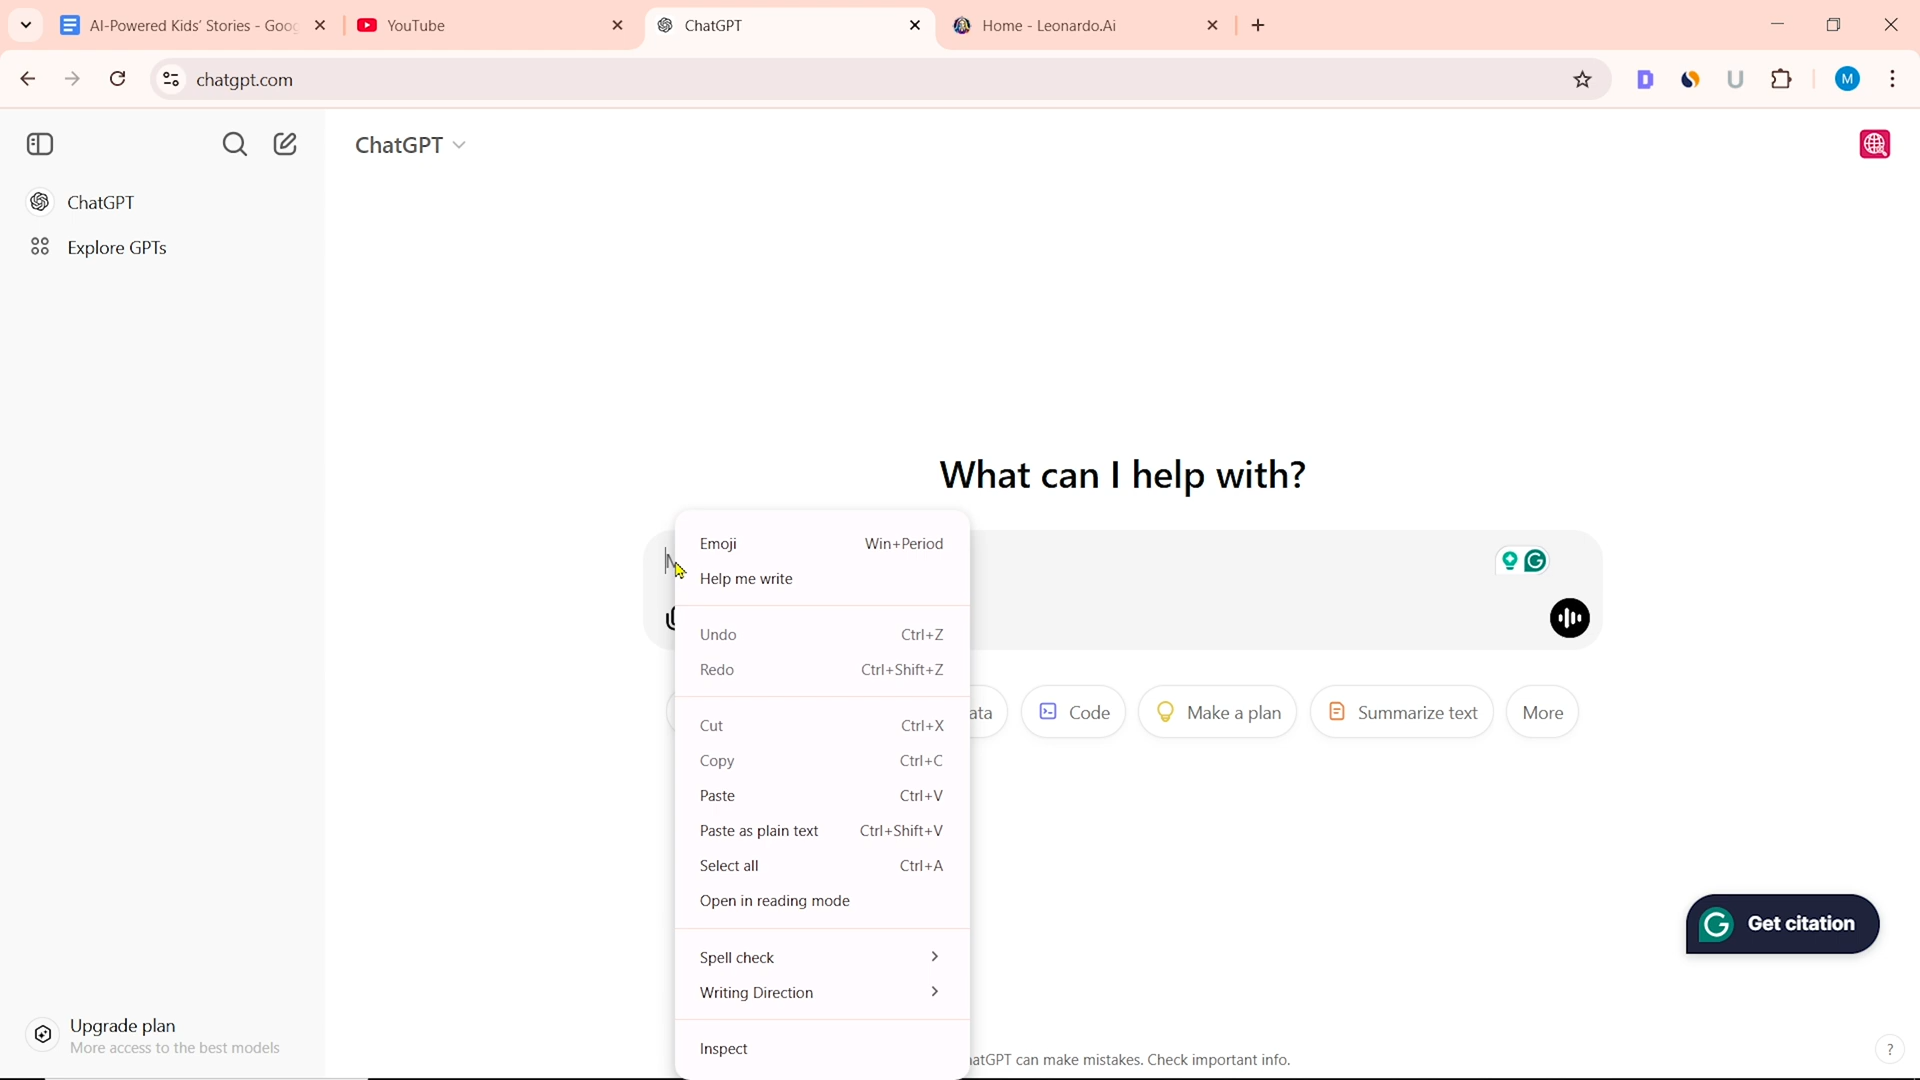 AI-Powered Kids' Stories - Goog
YouTube
ChatGPT
Home - Leonardo.Ai
chatgpt.com
M
ChatGPT
ChatGPT
Explore GPTs
What can I help with?
Emoji Win+Period
Help me write
Undo Ctrl+Z
Redo Ctrl+Shift+Z
Cut Ctrl+X
Copy Ctrl+C
Paste Ctrl+V
Paste as plain text Ctrl+Shift+V
Select all Ctrl+A
Open in reading mode
Spell check
Writing Direction
Inspect
ata
Code
Make a plan
Summarize text
More
Get citation
Upgrade plan
More access to the best models
atGPT can make mistakes. Check important info.
?